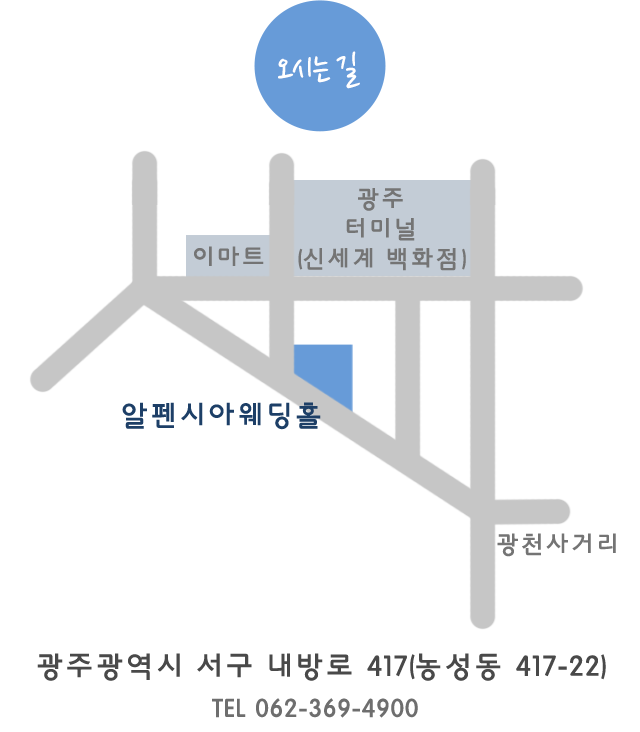 오시는 길
광주
터미널
(신세계 백화점)
이마트
알펜시아웨딩홀
광천사거리
광주광역시 서구 내방로 417(농성동 417-22)
TEL 062-369-4900